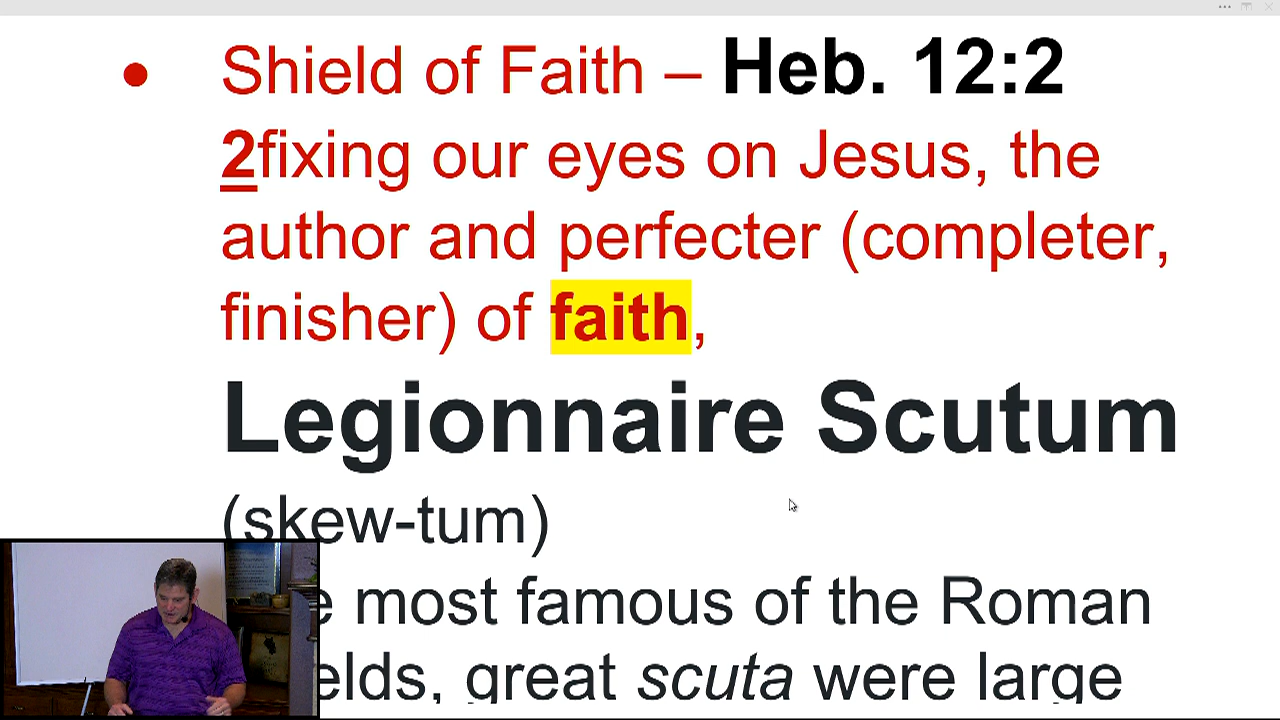 • Shield of Faith – Heb. 12:2
2fixing our eyes on Jesus, the
author and perfecter (completer,
finisher) of faith,
Legionnaire Scutum
(skew-tum)
most famous of the Roman
great scuta were large